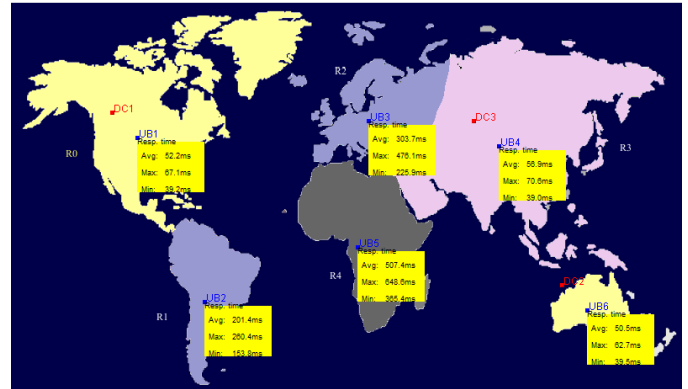 R2
DC1
UB3
DC3
UB1
Resp. time
Avg: 52.2ms
Max: 67.1ms
Min: 39.2ms
Resp. time
Avg: 303.7ms
Max: 476.1ms
Min: 225.9ms
UB4
Resp. time
Avg: 56.9ms
Max: 70.6ms
Min: 39.0ms
R0
R3
UB5
Resp. time
Avg: 507.4ms
Max: 648.6ms
Min: 365.4ms
R4
DC2
UB2
Resp. time
Avg: 201.4ms
Max: 260.4ms
Min: 153.8ms
R1
UB6
Resp. time
Avg: 50.5ms
Max: 62.7ms
Min: 39.5ms